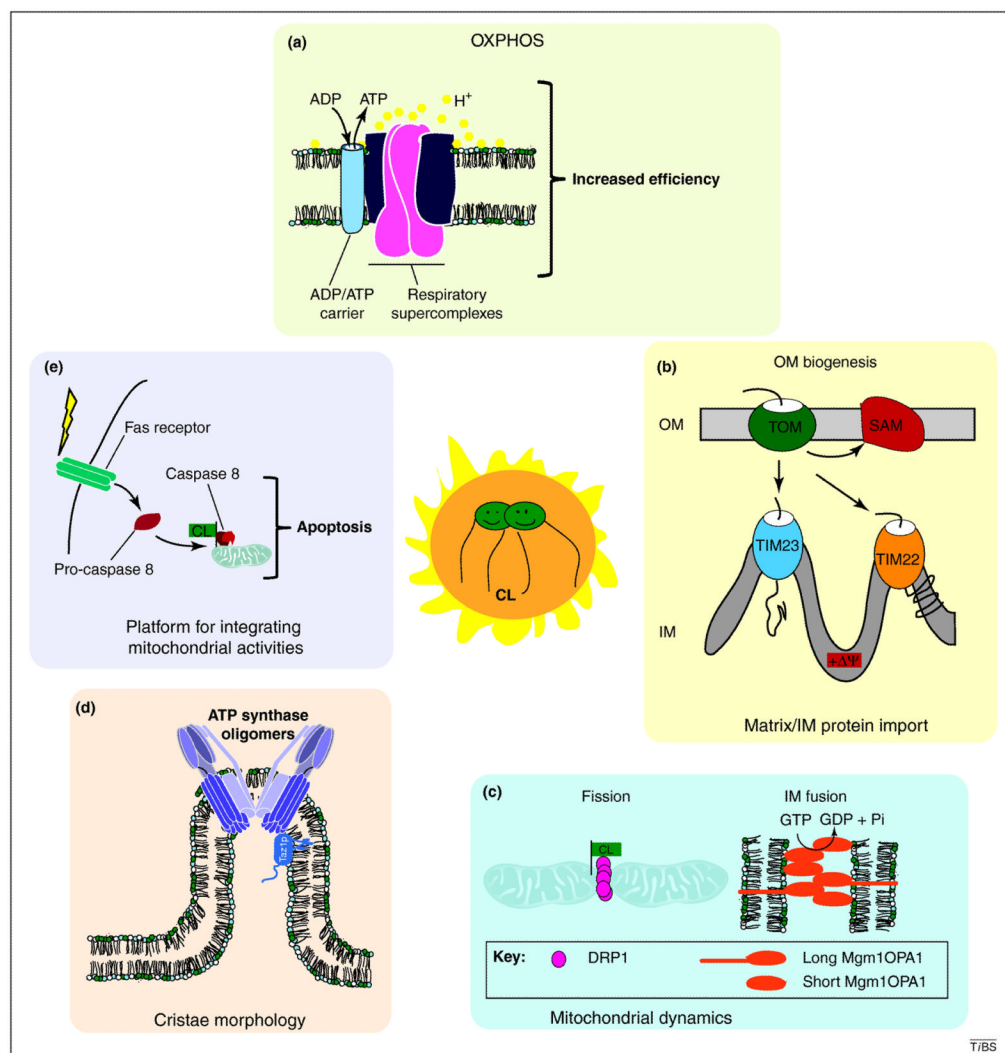 (a)
OXPHOS
ADP
ATP
H+
Increased efficiency
ADP/ATP
carrier
Respiratory
supercomplexes
(e)
Fas receptor
Caspase 8
CL
Apoptosis
Pro-caspase 8
Platform for integrating
mitochondrial activities
CL
(b)
OM biogenesis
OM
TOM
SAM
TIM23
TIM22
IM
+ΔΨ
Matrix/IM protein import
(d)
ATP synthase
oligomers
Taz1p
Cristae morphology
(c)
Fission
IM fusion
GTP
GDP + Pi
CL
Key:
DRP1
Long Mgm1OPA1
Short Mgm1OPA1
Mitochondrial dynamics
TiBS